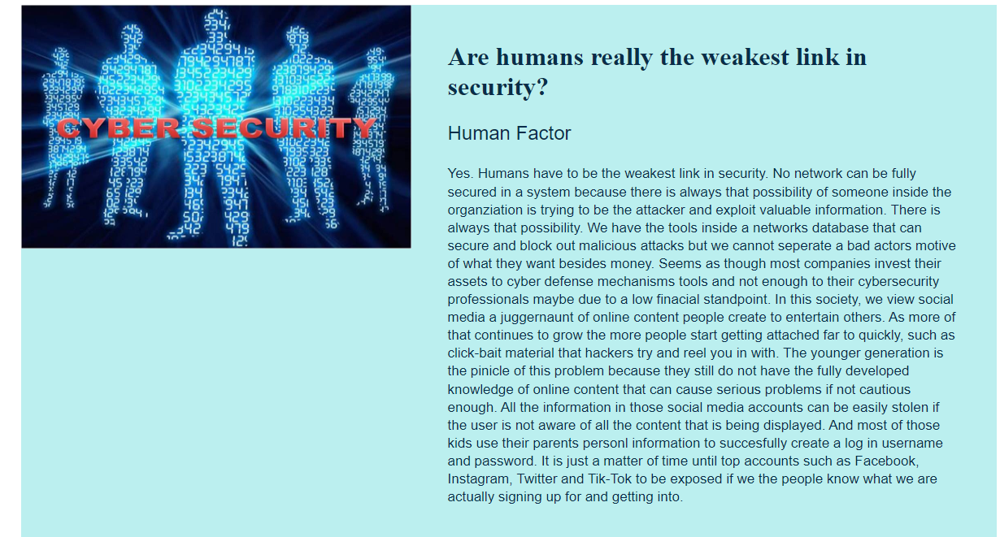 CYBER SECURITY
Are humans really the weakest link in
security?
Human Factor
Yes. Humans have to be the weakest link in security. No network can be fully
secured in a system because there is always that possibility of someone inside the
organziation is trying to be the attacker and exploit valuable information. There is
always that possibility. We have the tools inside a networks database that can
secure and block out malicious attacks but we cannot seperate a bad actors motive
of what they want besides money. Seems as though most companies invest their
assets to cyber defense mechanisms tools and not enough to their cybersecurity
professionals maybe due to a low finacial standpoint. In this society, we view social
media a juggernaunt of online content people create to entertain others. As more of
that continues to grow the more people start getting attached far to quickly, such as
click-bait material that hackers try and reel you in with. The younger generation is
the pinicle of this problem because they still do not have the fully developed
knowledge of online content that can cause serious problems if not cautious
enough. All the information in those social media accounts can be easily stolen if
the user is not aware of all the content that is being displayed. And most of those
kids use their parents personl information to succesfully create a log in username
and password. It is just a matter of time until top accounts such as Facebook,
Instagram, Twitter and Tik-Tok to be exposed if we the people know what we are
actually signing up for and getting into.